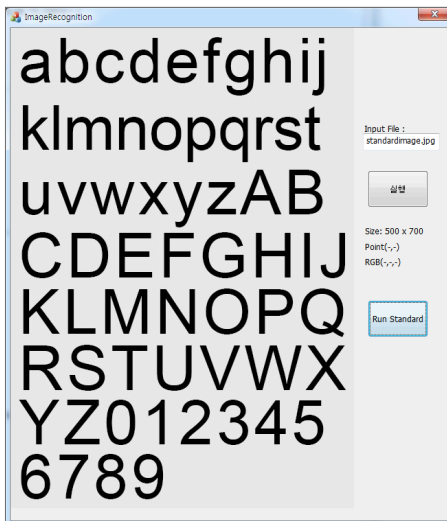 ImageRecognition
abcdefghij
klmnopqrst
uvwxyzAB
CDEFGHIJ
KLMNOPQ
RSTUVWX
YZ012345
6789
Input File :
standardimage.jpg
실행
Size: 500 x 700
Point(-,-)
RGB(-,-,-)
Run Standard